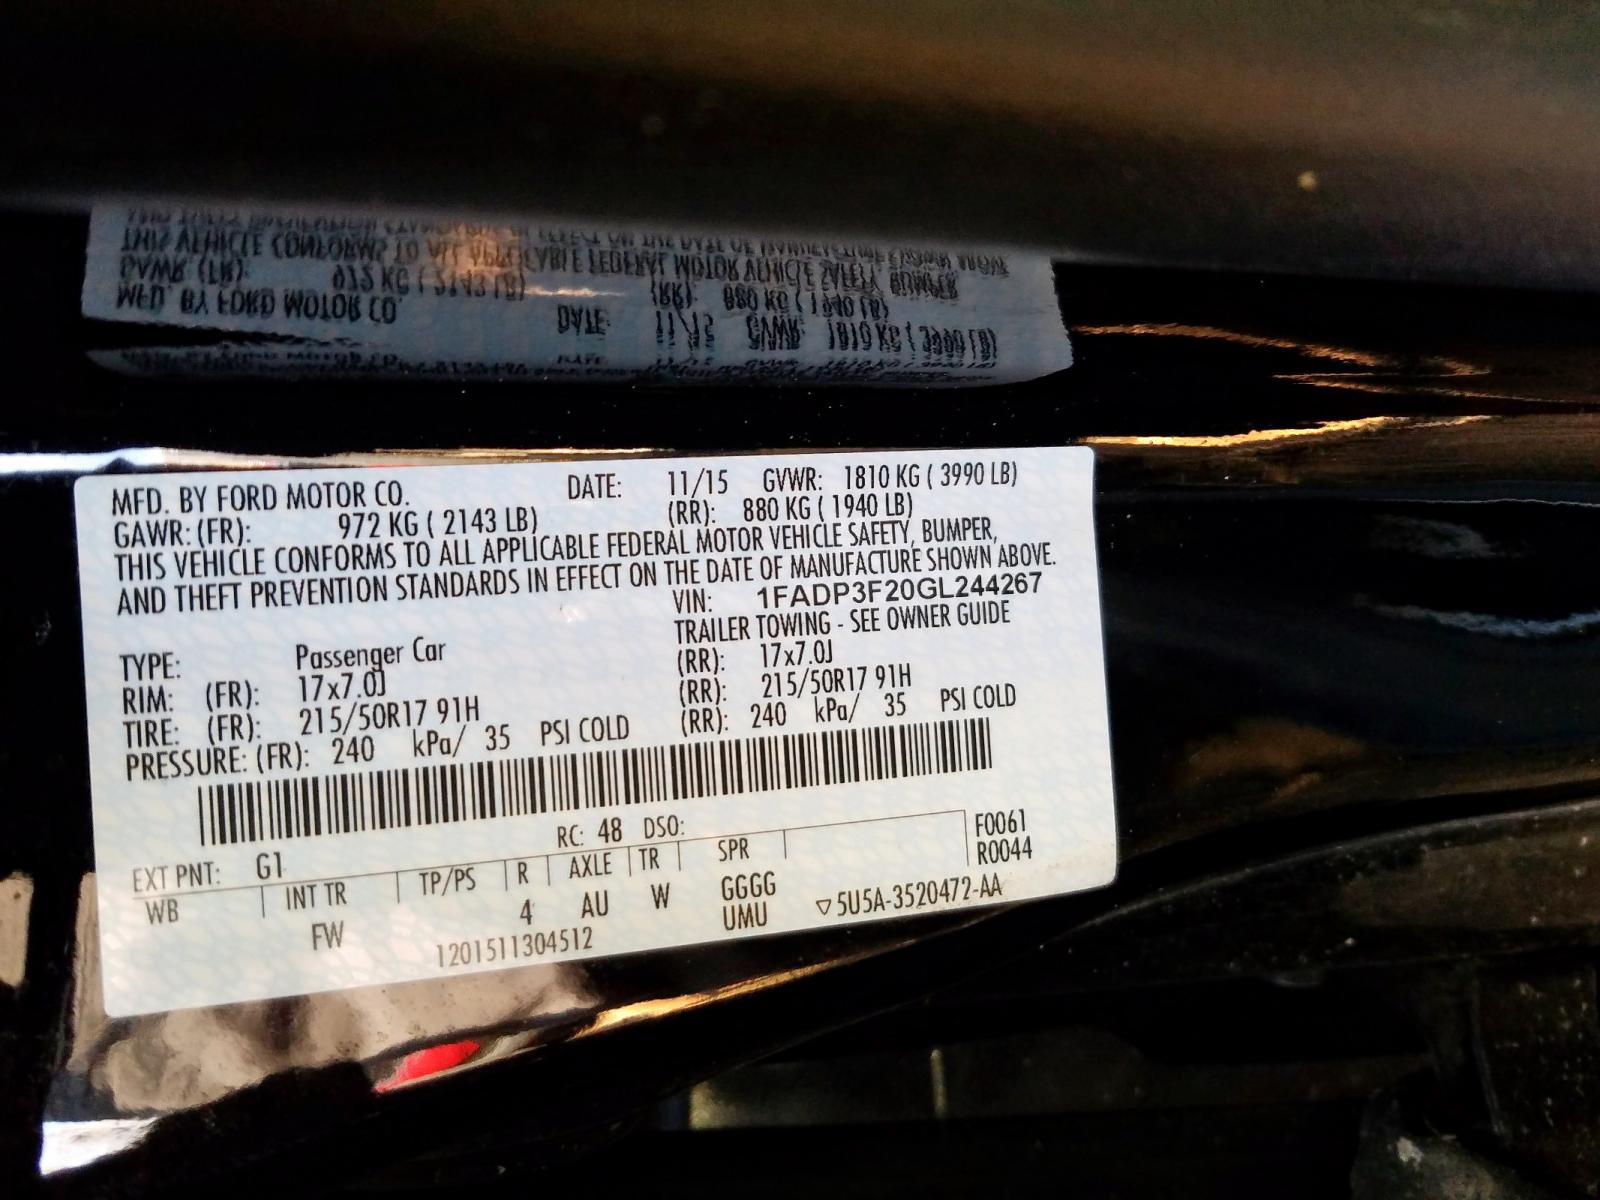 MFD. BY FORD MOTOR CO. DATE: 11/15 GVWR: 1810 KG ( 3990 LB)
GAWR: (FR): 972 KG ( 2143 LB) (RR): 880 KG ( 1940 LB)
THIS VEHICLE CONFORMS TO ALL APPLICABLE FEDERAL MOTOR VEHICLE SAFETY, BUMPER,
AND THEFT PREVENTION STANDARDS IN EFFECT ON THE DATE OF MANUFACTURE SHOWN ABOVE.
VIN: 1FADP3F20GL244267
TRAILER TOWING - SEE OWNER GUIDE
TYPE: Passenger Car
RIM: (FR): 17x7.0J (RR): 17x7.0J
TIRE: (FR): 215/50R17 91H (RR): 215/50R17 91H
PRESSURE: (FR): 240 kPa/ 35 PSI COLD (RR): 240 kPa/ 35 PSI COLD
RC: 48 DSO: F0061
EXT PNT: G1 R0044
WB INT TR TP/PS R AXLE TR SPR
FW 4 AU W GGGG
UMU ▽5U5A-3520472-AA
1201511304512